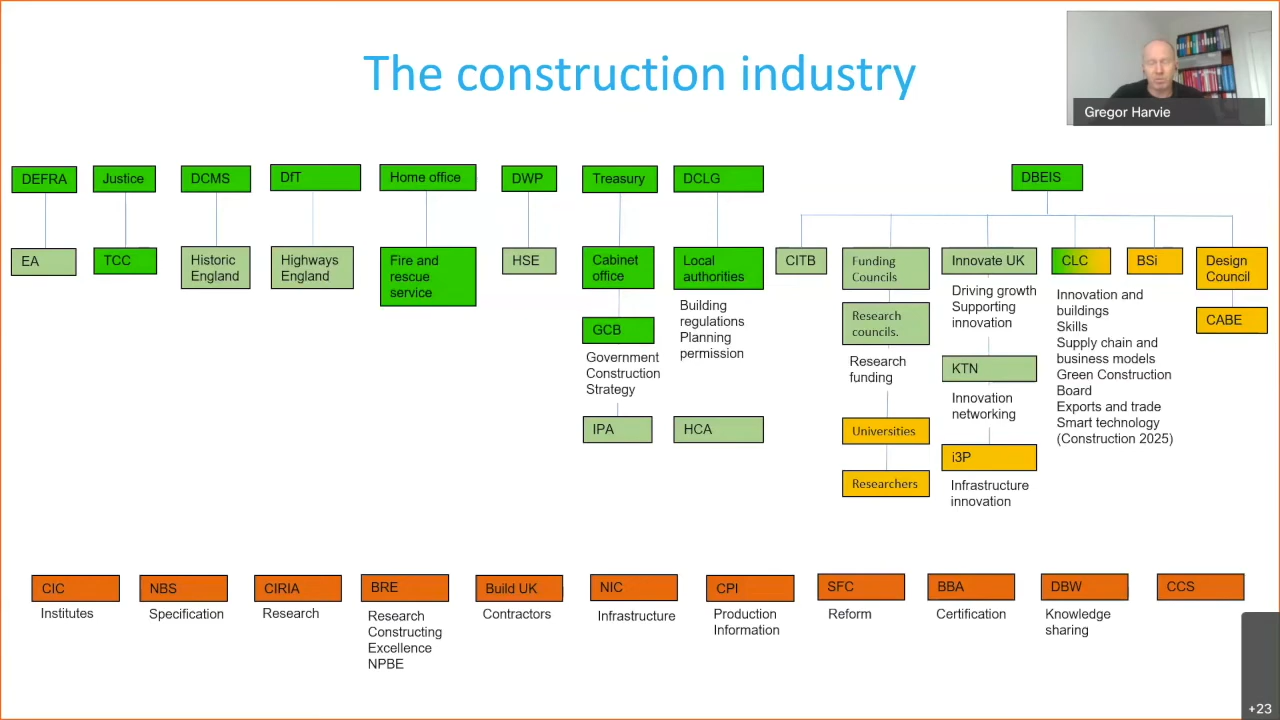 The construction industry
Gregor Harvie
DEFRA
Justice
DCMS
DfT
Home office
DWP
Treasury
DCLG
DBEIS
EA
TCC
Historic
England
Highways
England
Fire and
rescue
service
HSE
Cabinet
office
GCB
Government
Construction
Strategy
IPA
Local
authorities
Building
regulations
Planning
permission
HCA
CITB
Funding
Councils
Research
councils.
Research
funding
Universities
Researchers
Innovate UK
Driving growth
Supporting
innovation
KTN
Innovation
networking
i3P
Infrastructure
innovation
CLC
Innovation and
buildings
Skills
Supply chain and
business models
Green Construction
Board
Exports and trade
Smart technology
(Construction 2025)
BSi
Design
Council
CABE
CIC
Institutes
NBS
Specification
CIRIA
Research
BRE
Research
Constructing
Excellence
NPBE
Build UK
Contractors
NIC
Infrastructure
CPI
Production
Information
SFC
Reform
BBA
Certification
DBW
Knowledge
sharing
CCS
+23